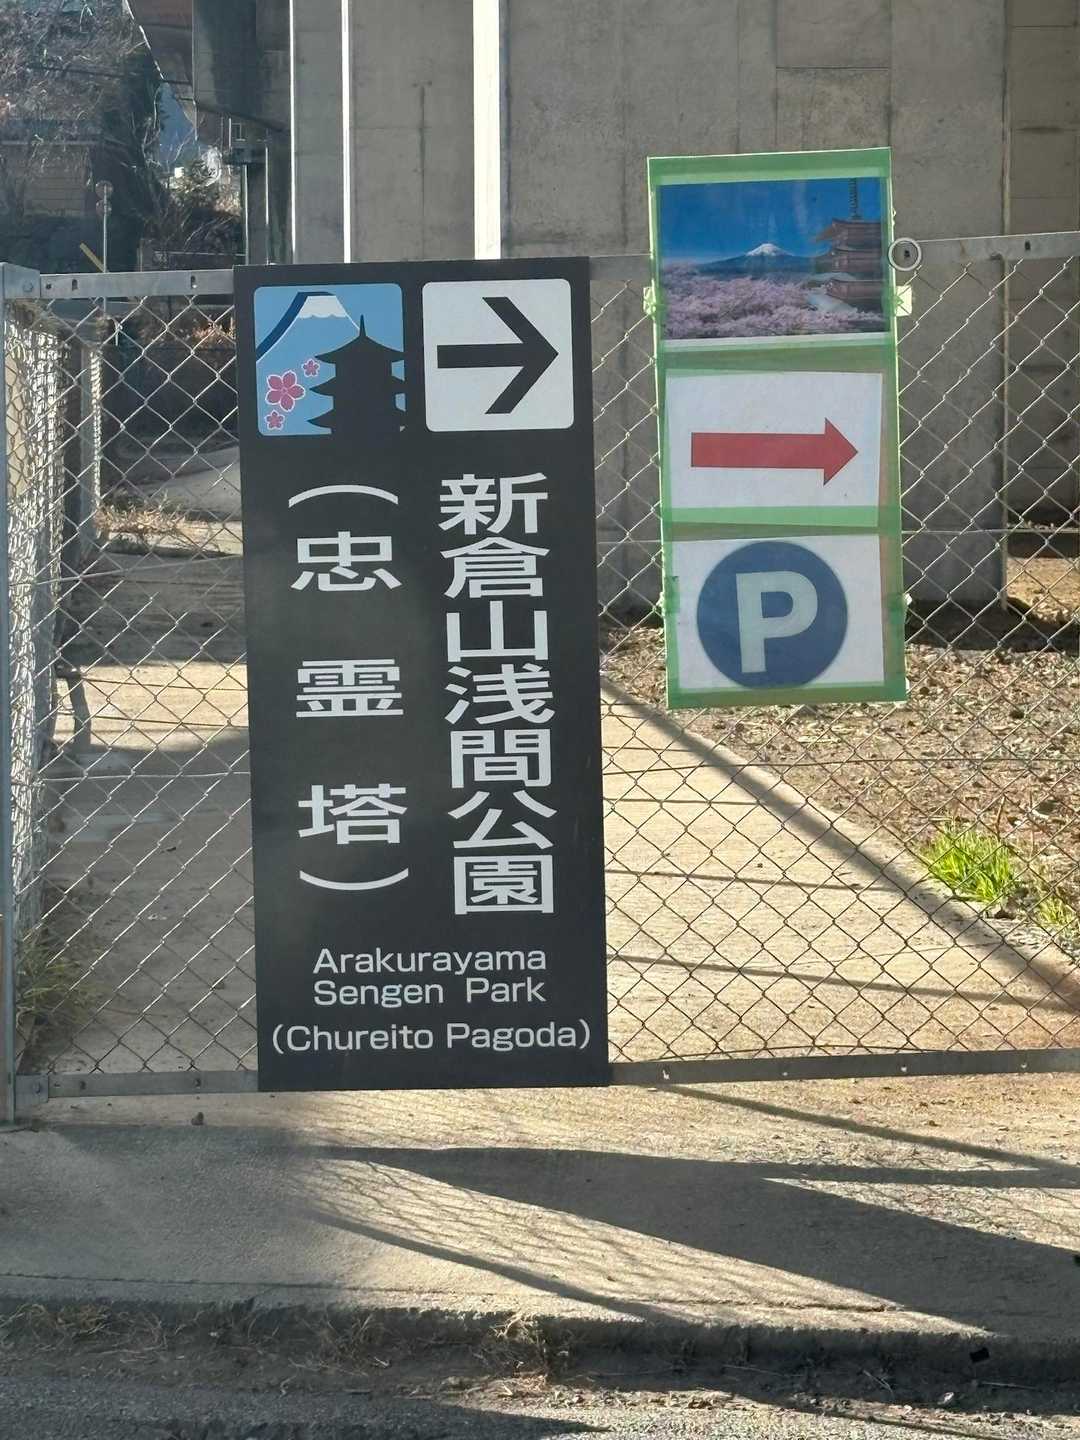 新倉山浅間公園
（忠霊塔）
Arakurayama
Sengen Park
(Chureito Pagoda)
P